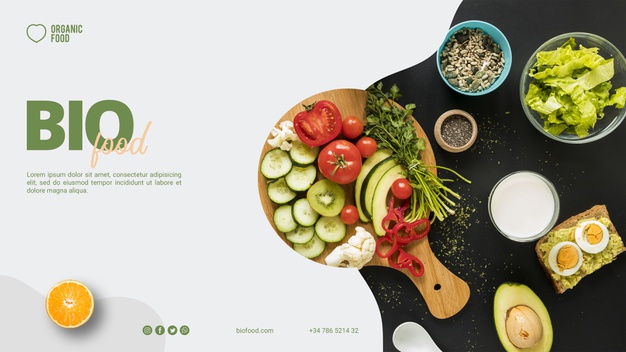 ORGANIC
FOOD
BIO
food
Lorem ipsum dolor sit amet, consectetur adipisicing
elit, sed do eiusmod tempor incididunt ut labore et
dolore magna aliqua.
biofood.com
+34 786 5214 32